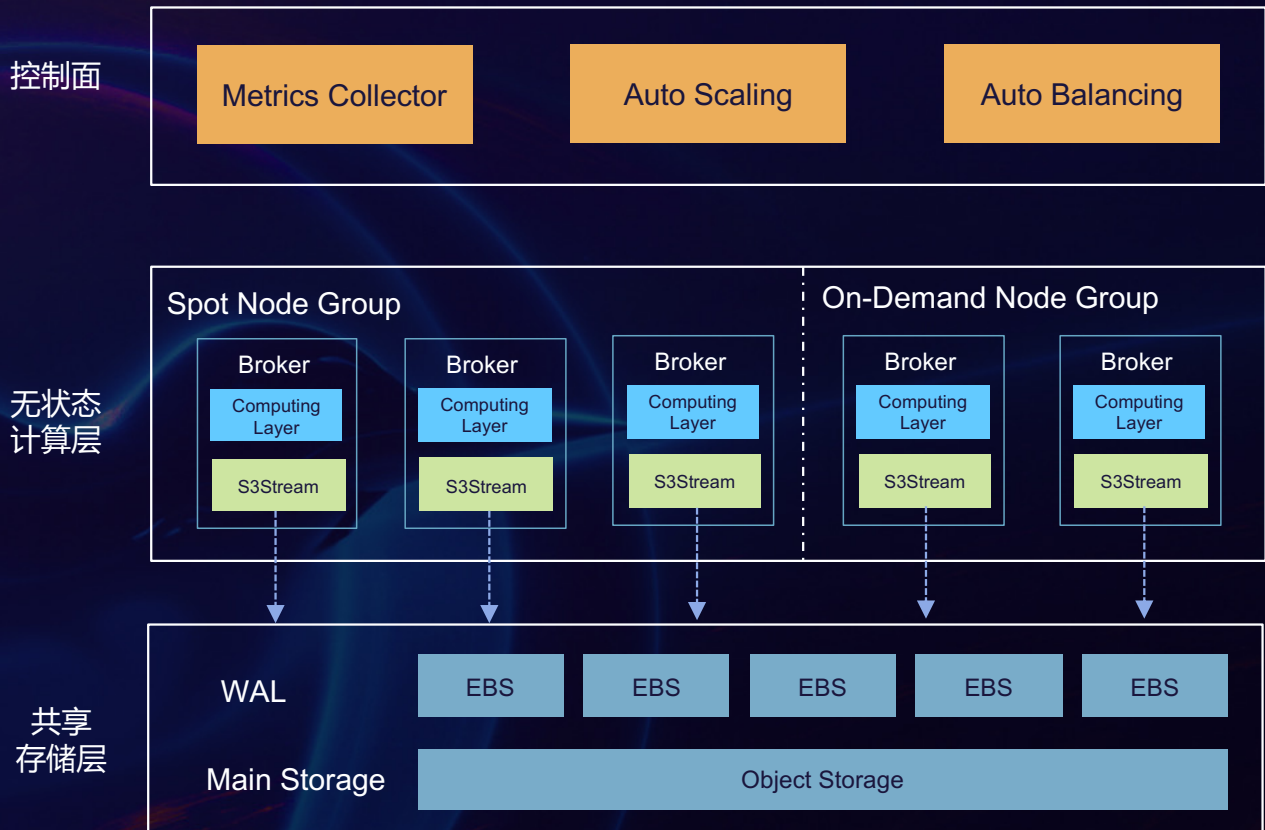 控制面
Metrics Collector
Auto Scaling
Auto Balancing
无状态
计算层
Spot Node Group
On-Demand Node Group
Broker
Computing
Layer
S3Stream
Broker
Computing
Layer
S3Stream
Broker
Computing
Layer
S3Stream
Broker
Computing
Layer
S3Stream
Broker
Computing
Layer
S3Stream
共享
存储层
WAL
EBS
EBS
EBS
EBS
EBS
Main Storage
Object Storage